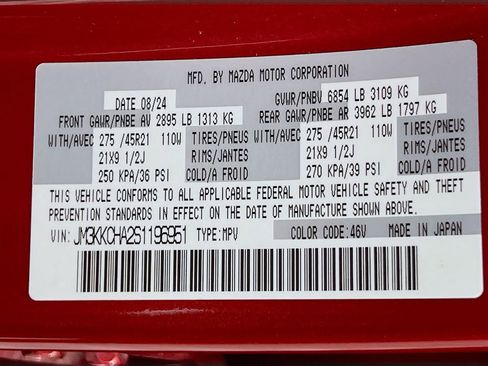 MFD. BY MAZDA MOTOR CORPORATION
DATE 08/24 GVWR/PNBV 6854 LB 3109 KG
FRONT GAWR/PNBE AV 2895 LB 1313 KG REAR GAWR/PNBE AR 3962 LB 1797 KG
WITH/AVEC 275 /45R21 110W TIRES/PNEUS WITH/AVEC 275 /45R21 110W TIRES/PNEUS
21X9 1/2J RIMS/JANTES 21X9 1/2J RIMS/JANTES
250 KPA/36 PSI COLD/A FROID 270 KPA/39 PSI COLD/A FROID
THIS VEHICLE CONFORMS TO ALL APPLICABLE FEDERAL MOTOR VEHICLE SAFETY AND THEFT
PREVENTION STANDARDS IN EFFECT ON THE DATE OF MANUFACTURE SHOWN ABOVE.
VIN: JM3KKCHA2S1196951 TYPE:MPV COLOR CODE:46V MADE IN JAPAN